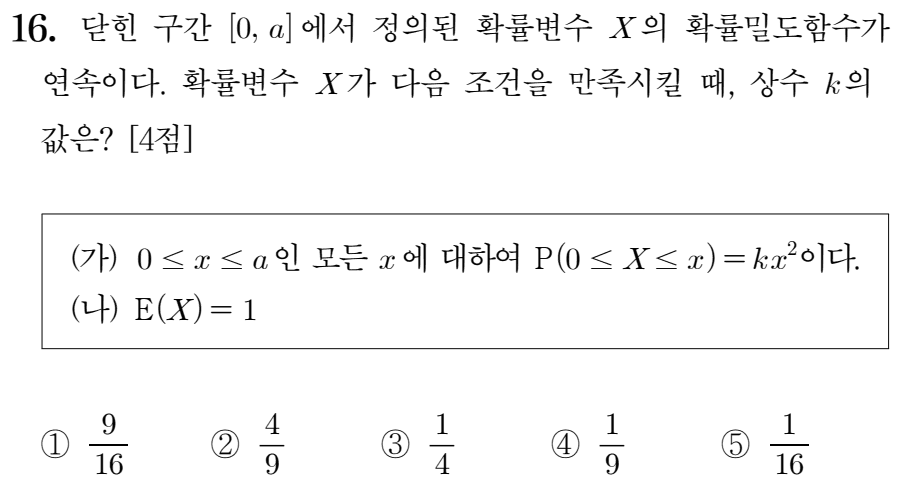 16. 닫힌 구간 [0, a]에서 정의된 확률변수 X의 확률밀도함수가
연속이다. 확률변수 X가 다음 조건을 만족시킬 때, 상수 k의
값은? [4점]
(가) 0 ≤ x ≤ a인 모든 x에 대하여 P(0 ≤ X ≤ x) = kx²이다.
(나) E(X) = 1
① 9/16 ② 4/9 ③ 1/4 ④ 1/9 ⑤ 1/16